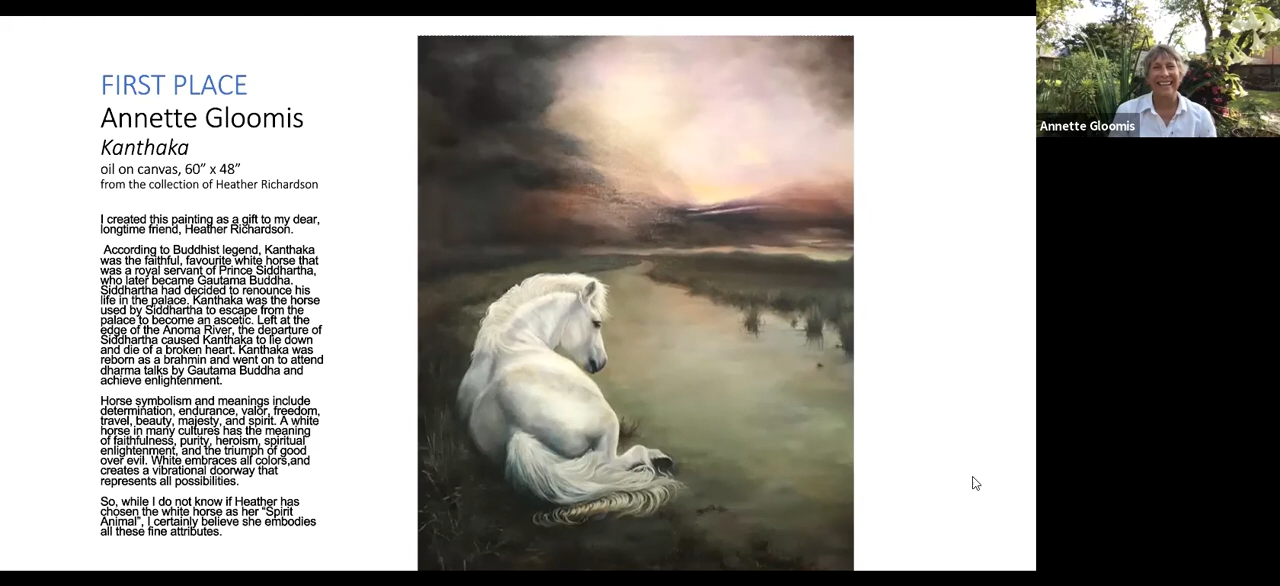 FIRST PLACE
Annette Gloomis
Kanthaka
oil on canvas, 60” x 48”
from the collection of Heather Richardson
I created this painting as a gift to my dear,
longtime friend, Heather Richardson.
According to Buddhist legend, Kanthaka
was the faithful, favourite white horse that
was a royal servant of Prince Siddhartha,
who later became Gautama Buddha.
Siddhartha had decided to renounce his
life in the palace. Kanthaka was the horse
used by Siddhartha to escape from the
palace to become an ascetic. Left at the
edge of the Anoma River, the departure of
Siddhartha caused Kanthaka to lie down
and die of a broken heart. Kanthaka was
reborn as a brahmin and went on to attend
dharma talks by Gautama Buddha and
achieve enlightenment.
Horse symbolism and meanings include
determination, endurance, valor, freedom,
travel, beauty, majesty, and spirit. A white
horse in many cultures has the meaning
of faithfulness, purity, heroism, spiritual
enlightenment, and the triumph of good
over evil. White embraces all colors,and
creates a vibrational doorway that
represents all possibilities.
So, while I do not know if Heather has
chosen the white horse as her “Spirit
Animal”, I certainly believe she embodies
all these fine attributes.
Annette Gloomis